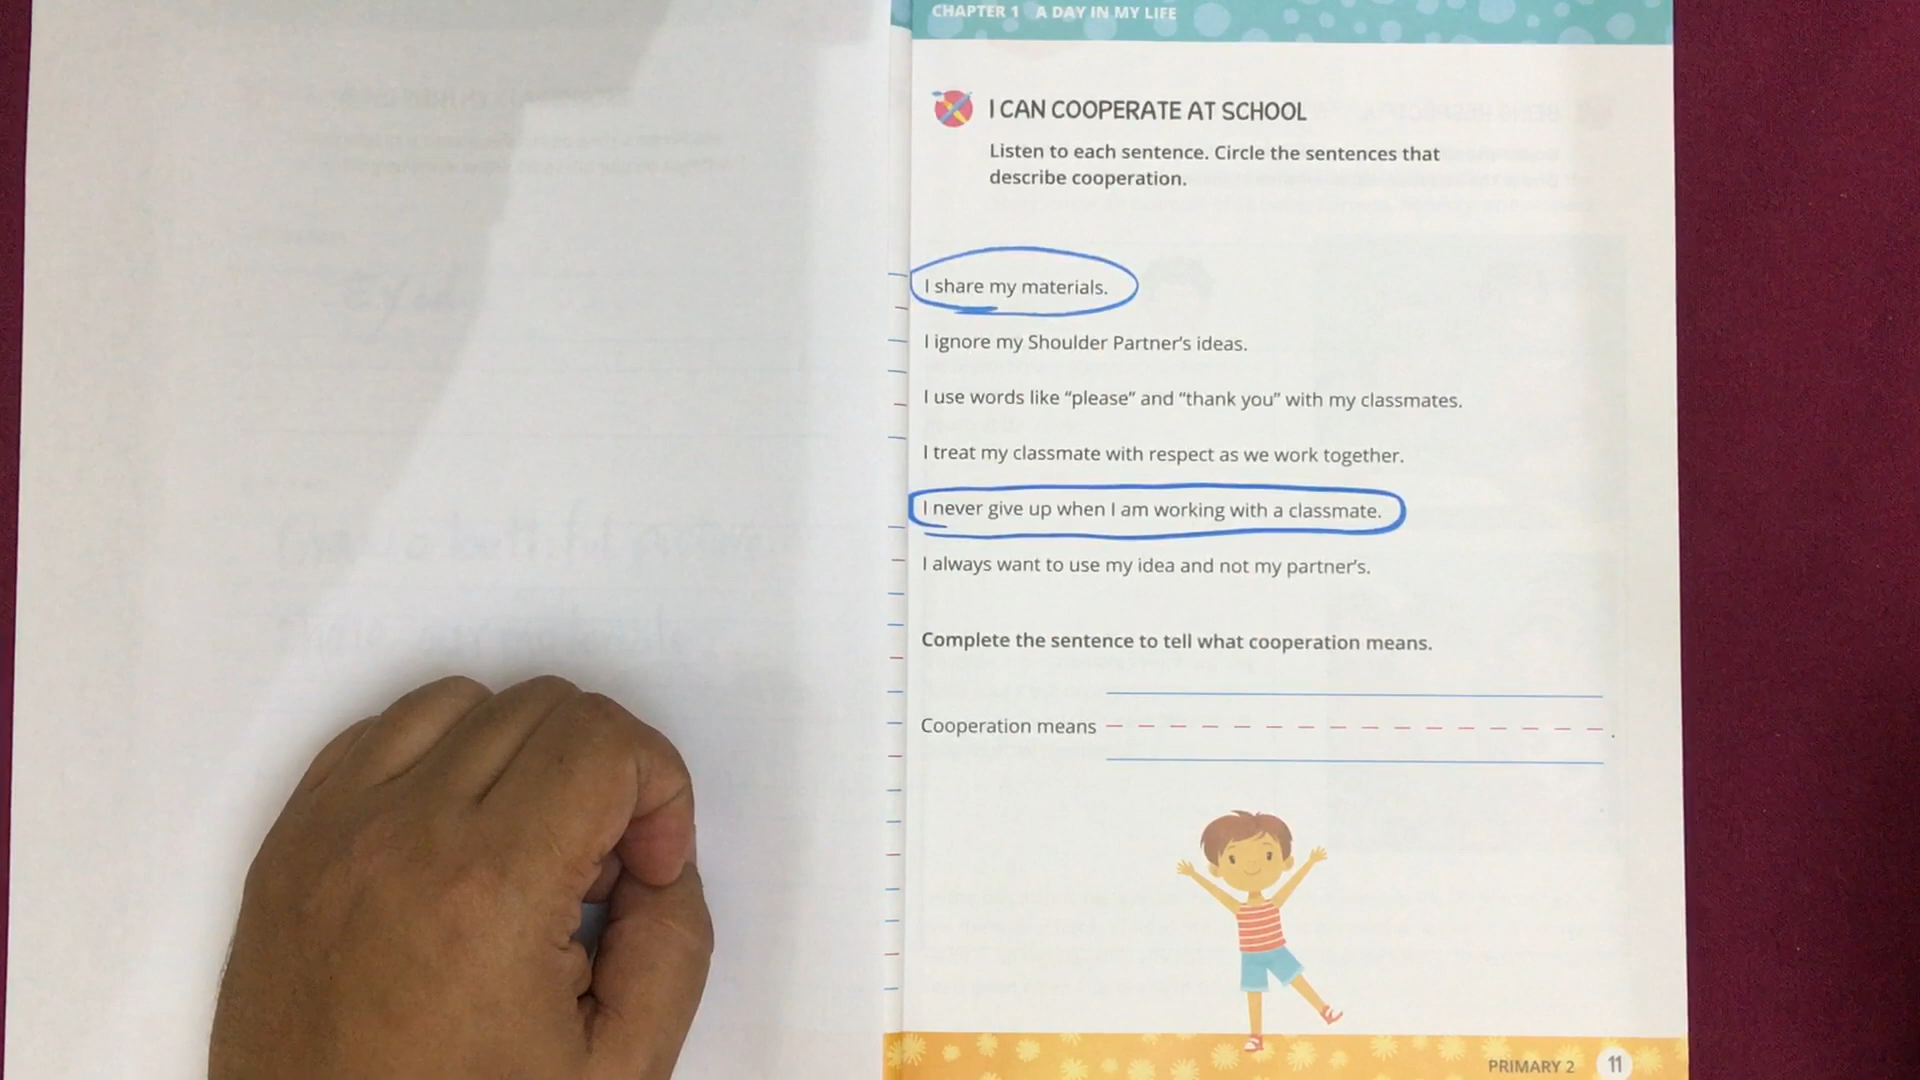 CHAPTER 1 A DAY IN MY LIFE
I CAN COOPERATE AT SCHOOL
Listen to each sentence. Circle the sentences that
describe cooperation.
I share my materials.
I ignore my Shoulder Partner's ideas.
I use words like “please” and “thank you” with my classmates.
I treat my classmate with respect as we work together.
I never give up when I am working with a classmate.
I always want to use my idea and not my partner's.
Complete the sentence to tell what cooperation means.
Cooperation means .
PRIMARY 2 11